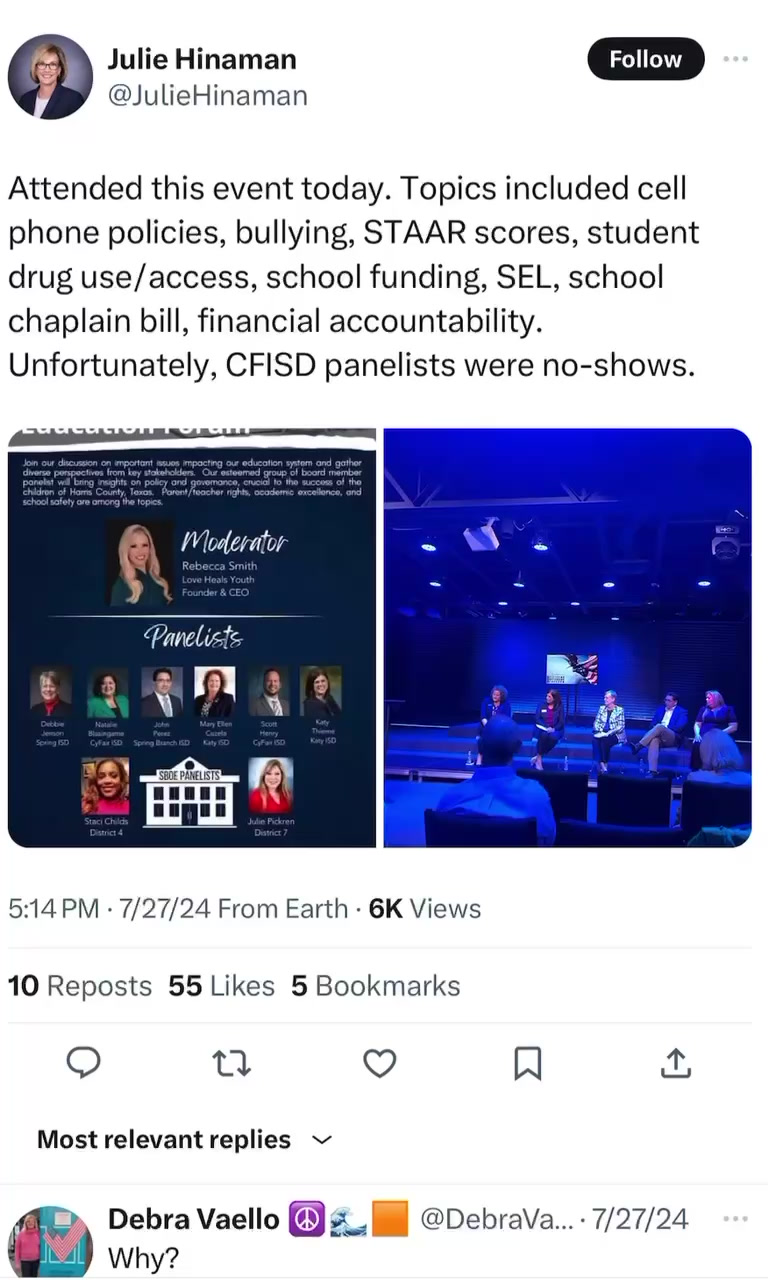 Julie Hinaman
Follow
@JulieHinaman
Attended this event today. Topics included cell
phone policies, bullying, STAAR scores, student
drug use/access, school funding, SEL, school
chaplain bill, financial accountability.
Unfortunately, CFISD panelists were no-shows.
Education Forum
Join our discussion on important issues impacting our education system and gather
diverse perspectives from key stakeholders. Our esteemed group of board member
panelist will bring insights on policy and governance, crucial to the success of the
children of Harris County, Texas. Parent/teacher rights, academic excellence, and
school safety are among the topics.
Moderator
Rebecca Smith
Love Heals Youth
Founder & CEO
Panelists
Debbie
Jenson
Spring ISD
Natalie
Blasingame
CyFair ISD
John
Perez
Spring Branch ISD
Mary Ellen
Cuzela
Katy ISD
Scott
Henry
CyFair ISD
Katy
Thieme
Katy ISD
SBOE PANELISTS
Staci Childs
District 4
Julie Pickren
District 7
5:14 PM · 7/27/24 From Earth · 6K Views
10 Reposts 55 Likes 5 Bookmarks
Most relevant replies
Debra Vaello ☮️🌊🟧 @DebraVa... · 7/27/24
Why?